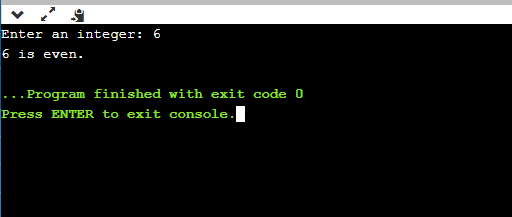 Enter an integer: 6
6 is even.
...Program finished with exit code 0
Press ENTER to exit console.